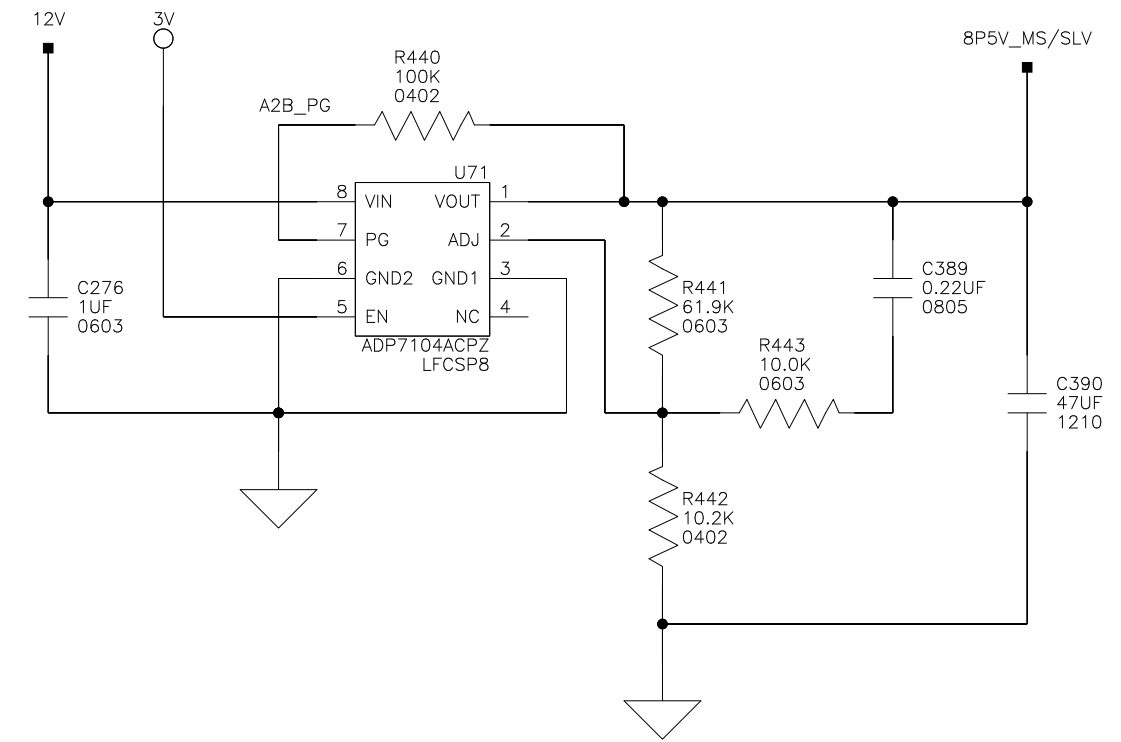 12V
3V
8P5V_MS/SLV
R440
100K
0402
A2B_PG
U71
8 VIN VOUT 1
7 PG ADJ 2
6 GND2 GND1 3
5 EN NC 4
ADP7104ACPZ
LFCSP8
C276
1UF
0603
R441
61.9K
0603
C389
0.22UF
0805
R443
10.0K
0603
C390
47UF
1210
R442
10.2K
0402